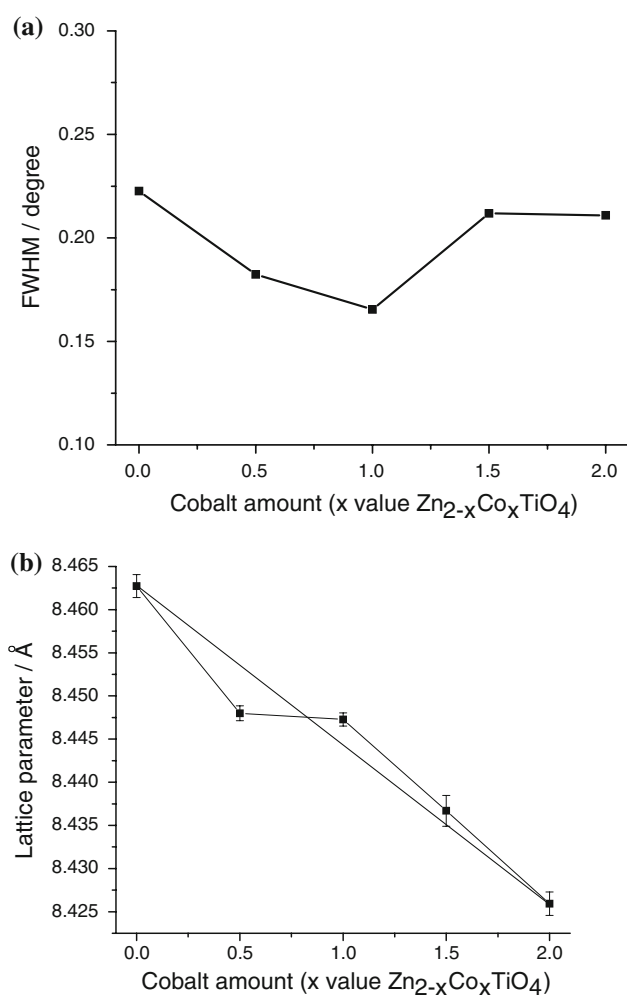 (a)
0.30
0.25
0.20
0.15
0.10
FWHM / degree
0.0 0.5 1.0 1.5 2.0
Cobalt amount (x value Zn2-xCoxTiO4)
(b)
8.465
8.460
8.455
8.450
8.445
8.440
8.435
8.430
8.425
Lattice parameter / Å
0.0 0.5 1.0 1.5 2.0
Cobalt amount (x value Zn2-xCoxTiO4)